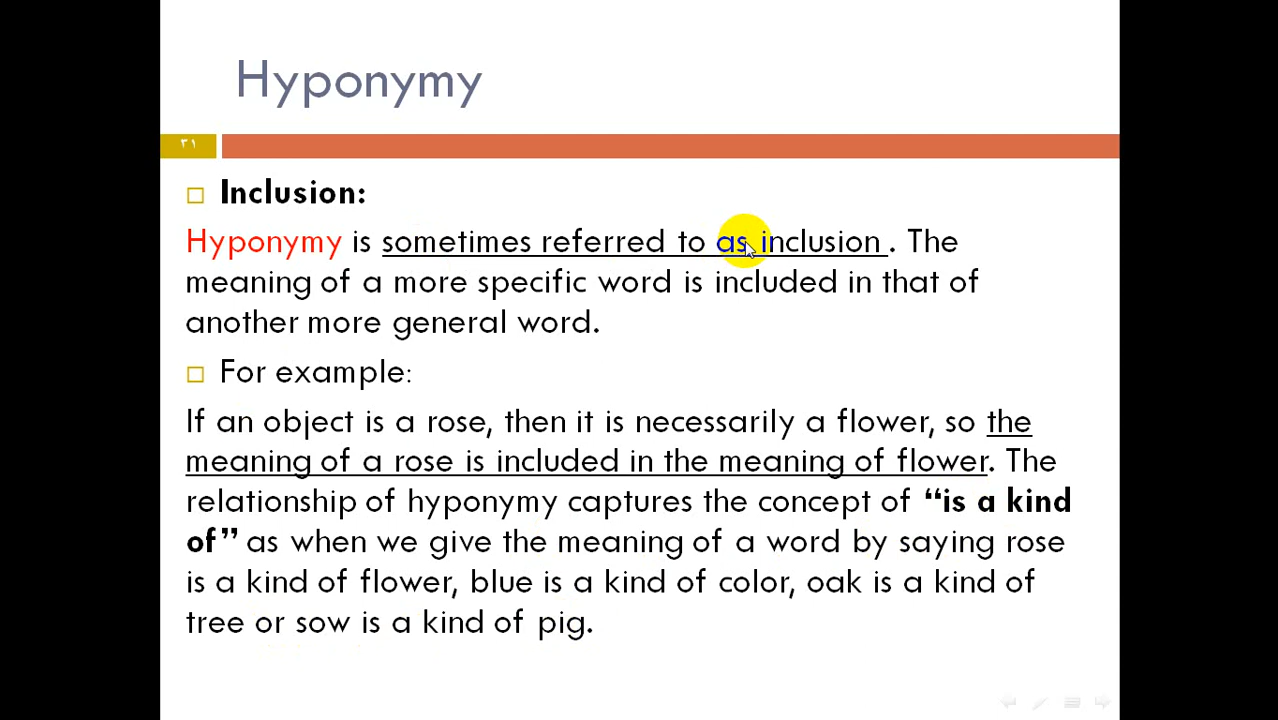 Hyponymy
٣١
Inclusion:
Hyponymy is sometimes referred to as inclusion . The
meaning of a more specific word is included in that of
another more general word.
For example:
If an object is a rose, then it is necessarily a flower, so the
meaning of a rose is included in the meaning of flower. The
relationship of hyponymy captures the concept of “is a kind
of” as when we give the meaning of a word by saying rose
is a kind of flower, blue is a kind of color, oak is a kind of
tree or sow is a kind of pig.